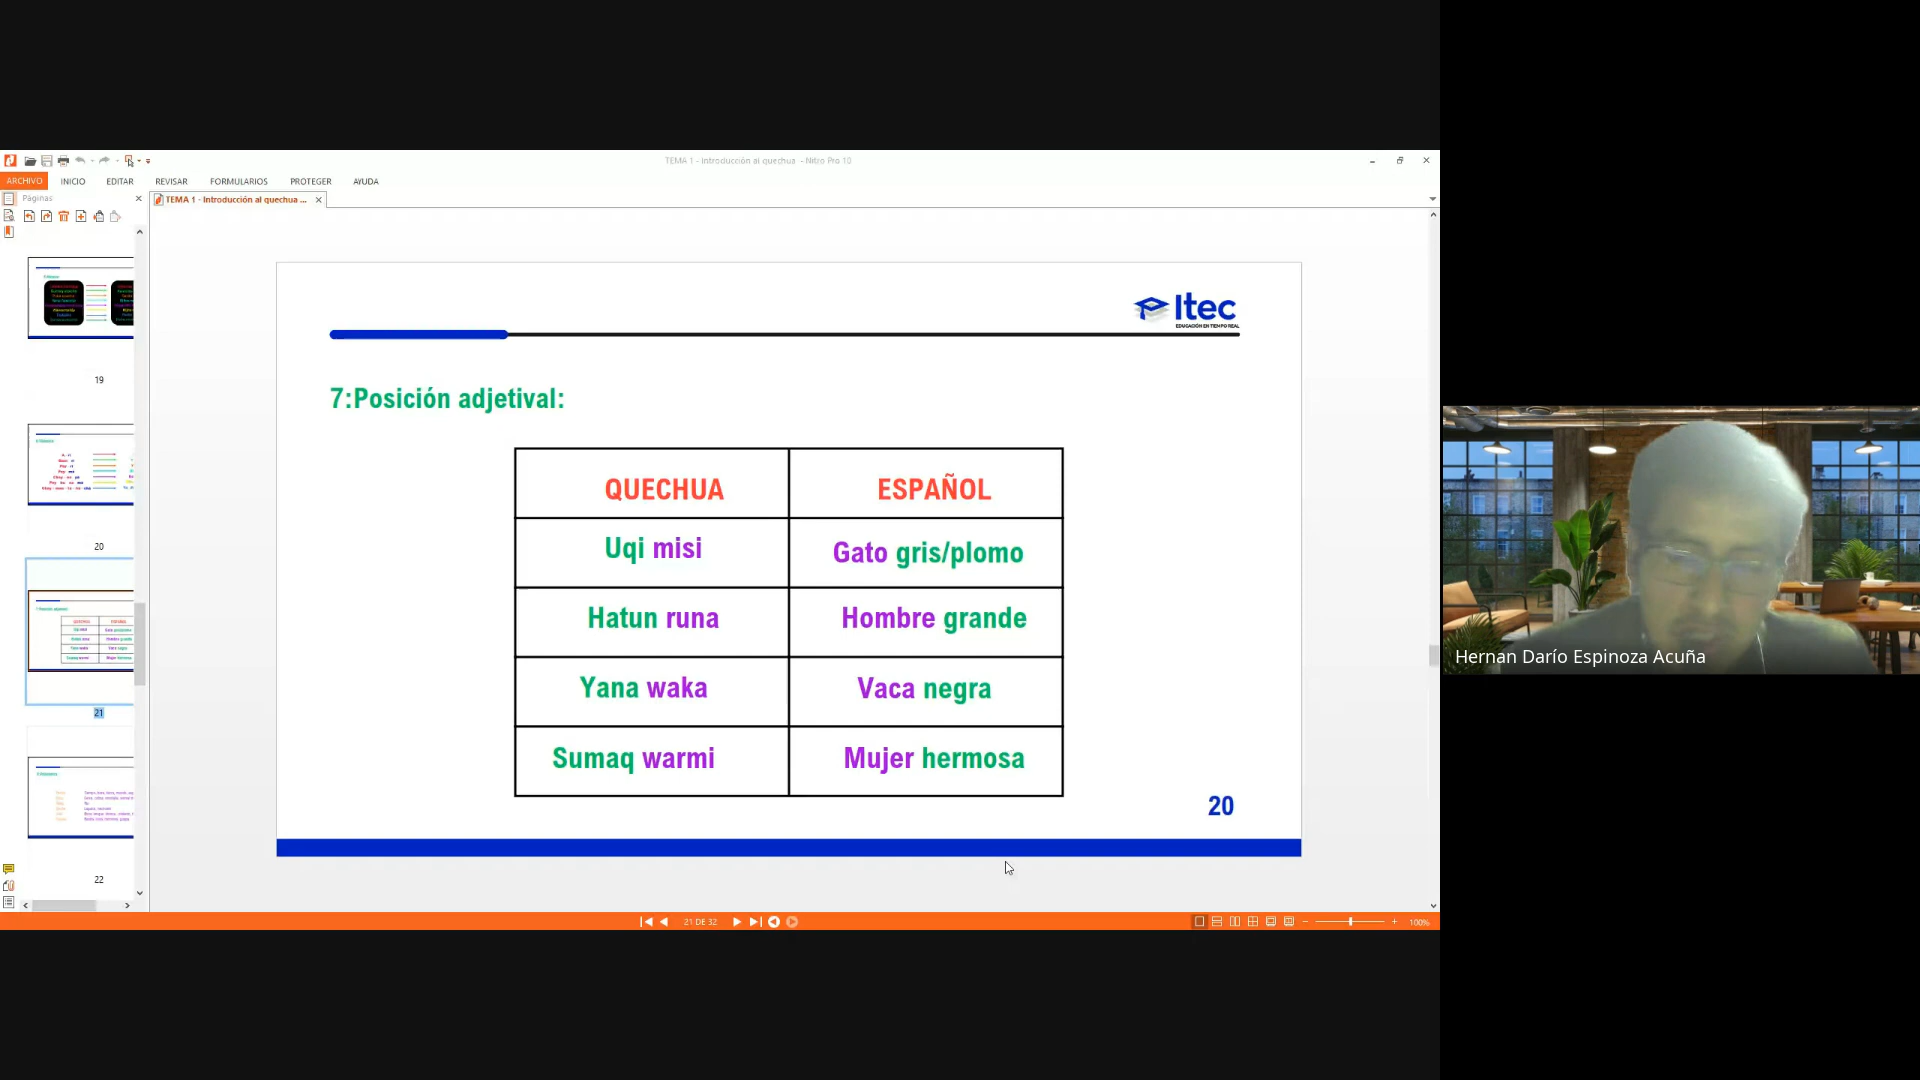 TEMA 1 - Introducción al quechua - Nitro Pro 10
ARCHIVO INICIO EDITAR REVISAR FORMULARIOS PROTEGER AYUDA
Páginas
TEMA 1 - Introducción al quechua ...
19
20
21
22
Itec
EDUCACIÓN EN TIEMPO REAL
7:Posición adjetival:
QUECHUA ESPAÑOL
Uqi misi Gato gris/plomo
Hatun runa Hombre grande
Yana waka Vaca negra
Sumaq warmi Mujer hermosa
20
21 DE 32
100%
Hernan Darío Espinoza Acuña